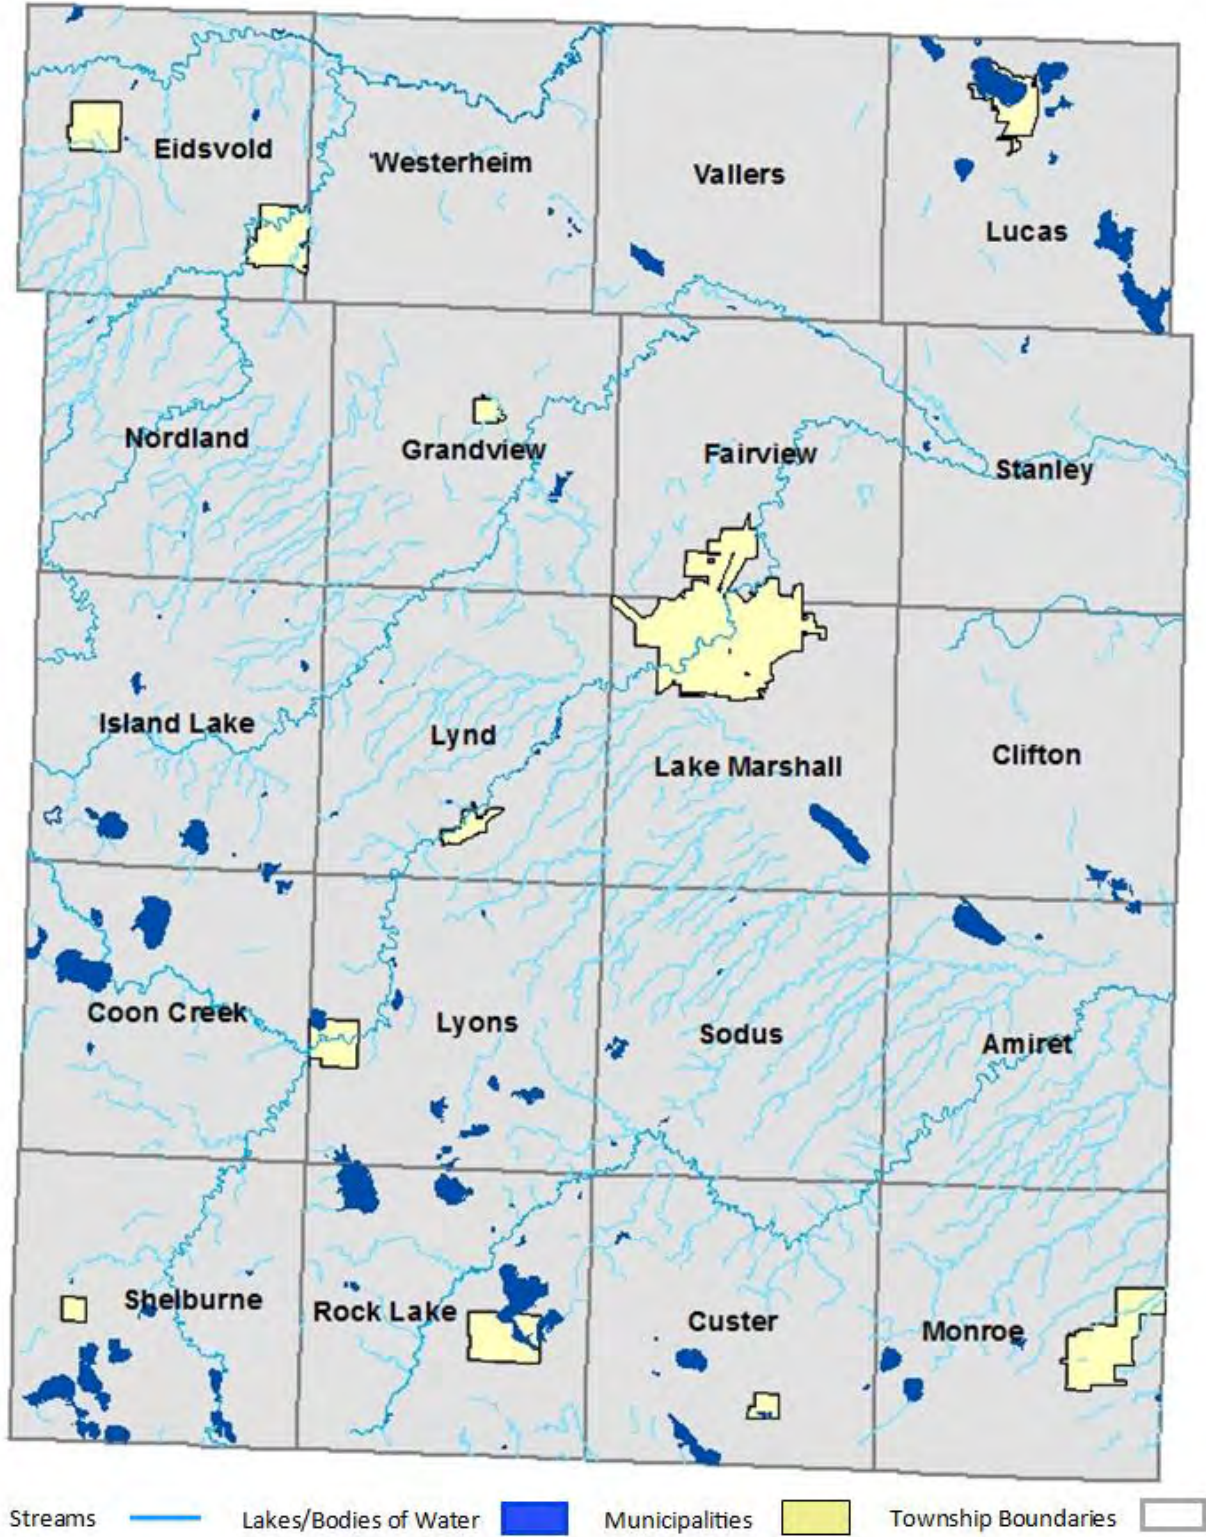 Eidsvold
Westerheim
Vallers
Lucas
Nordland
Grandview
Fairview
Stanley
Island Lake
Lynd
Lake Marshall
Clifton
Coon Creek
Lyons
Sodus
Amiret
Shelburne
Rock Lake
Custer
Monroe
Streams Lakes/Bodies of Water Municipalities Township Boundaries